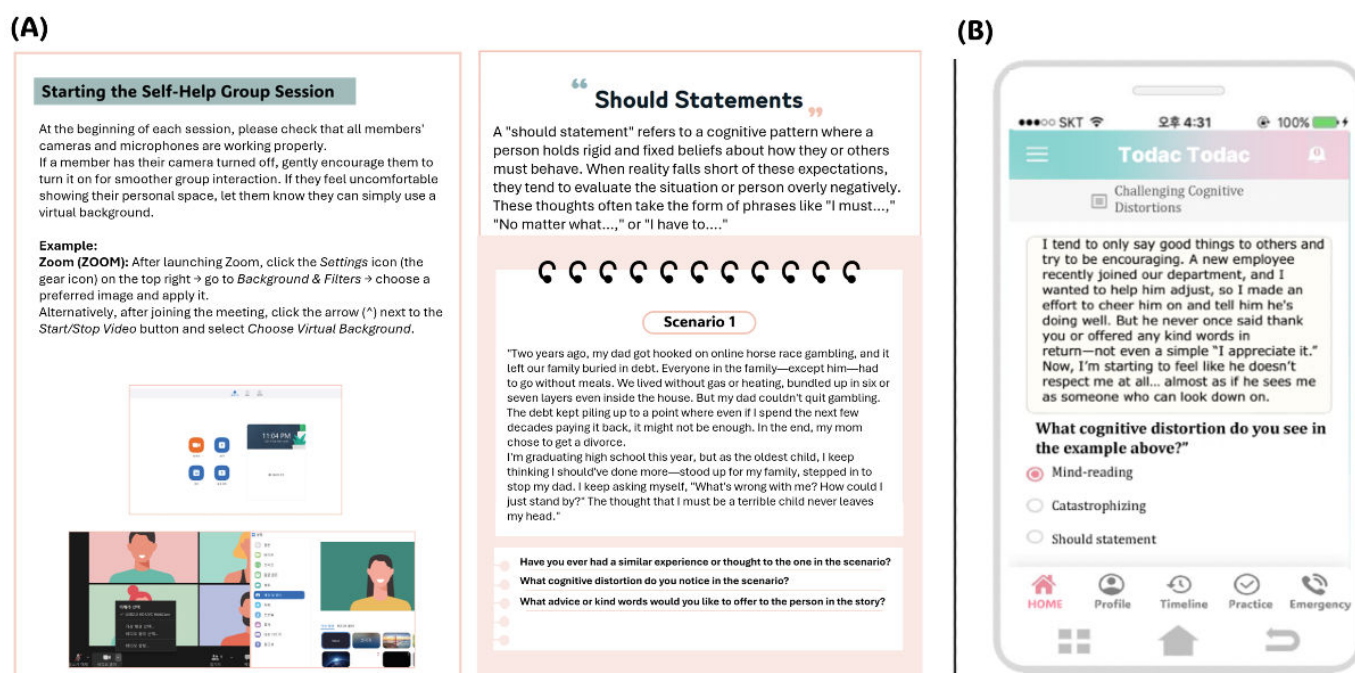 (A)
Starting the Self-Help Group Session
At the beginning of each session, please check that all members'
cameras and microphones are working properly.
If a member has their camera turned off, gently encourage them to
turn it on for smoother group interaction. If they feel uncomfortable
showing their personal space, let them know they can simply use a
virtual background.
Example:
Zoom (ZOOM): After launching Zoom, click the Settings icon (the
gear icon) on the top right → go to Background & Filters → choose a
preferred image and apply it.
Alternatively, after joining the meeting, click the arrow (^) next to the
Start/Stop Video button and select Choose Virtual Background.
11:04 PM
“ Should Statements ”
A "should statement" refers to a cognitive pattern where a
person holds rigid and fixed beliefs about how they or others
must behave. When reality falls short of these expectations,
they tend to evaluate the situation or person overly negatively.
These thoughts often take the form of phrases like "I must...,"
"No matter what...," or "I have to...."
Scenario 1
"Two years ago, my dad got hooked on online horse race gambling, and it
left our family buried in debt. Everyone in the family—except him—had
to go without meals. We lived without gas or heating, bundled up in six or
seven layers even inside the house. But my dad couldn't quit gambling.
The debt kept piling up to a point where even if I spend the next few
decades paying it back, it might not be enough. In the end, my mom
chose to get a divorce.
I'm graduating high school this year, but as the oldest child, I keep
thinking I should've done more—stood up for my family, stepped in to
stop my dad. I keep asking myself, "What's wrong with me? How could I
just stand by?" The thought that I must be a terrible child never leaves
my head."
Have you ever had a similar experience or thought to the one in the scenario?
What cognitive distortion do you notice in the scenario?
What advice or kind words would you like to offer to the person in the story?
(B)
SKT 오후 4:31 100%
Todac Todac
Challenging Cognitive
Distortions
I tend to only say good things to others and
try to be encouraging. A new employee
recently joined our department, and I
wanted to help him adjust, so I made an
effort to cheer him on and tell him he's
doing well. But he never once said thank
you or offered any kind words in
return—not even a simple "I appreciate it."
Now, I'm starting to feel like he doesn't
respect me at all... almost as if he sees me
as someone who can look down on.
What cognitive distortion do you see in
the example above?”
Mind-reading
Catastrophizing
Should statement
HOME Profile Timeline Practice Emergency